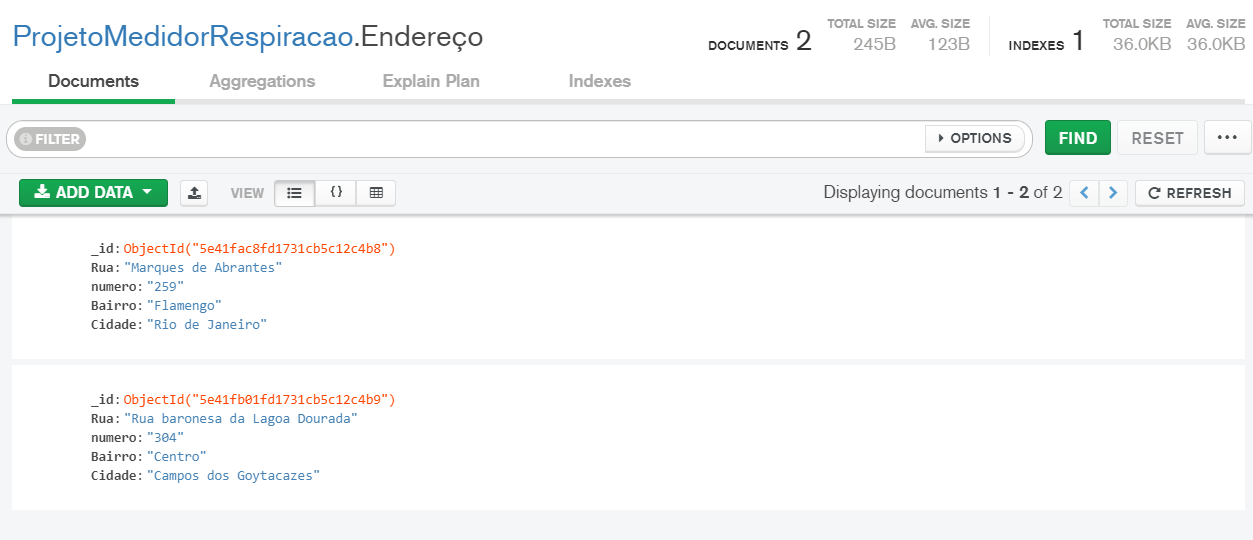 ProjetoMedidorRespiracao.Endereço
DOCUMENTS 2 TOTAL SIZE 245B AVG. SIZE 123B INDEXES 1 TOTAL SIZE 36.0KB AVG. SIZE 36.0KB
Documents Aggregations Explain Plan Indexes
FILTER OPTIONS FIND RESET ...
ADD DATA VIEW {} Displaying documents 1 - 2 of 2 < > REFRESH
_id: ObjectId("5e41fac8fd1731cb5c12c4b8")
Rua: "Marques de Abrantes"
numero: "259"
Bairro: "Flamengo"
Cidade: "Rio de Janeiro"
_id: ObjectId("5e41fb01fd1731cb5c12c4b9")
Rua: "Rua baronesa da Lagoa Dourada"
numero: "304"
Bairro: "Centro"
Cidade: "Campos dos Goytacazes"